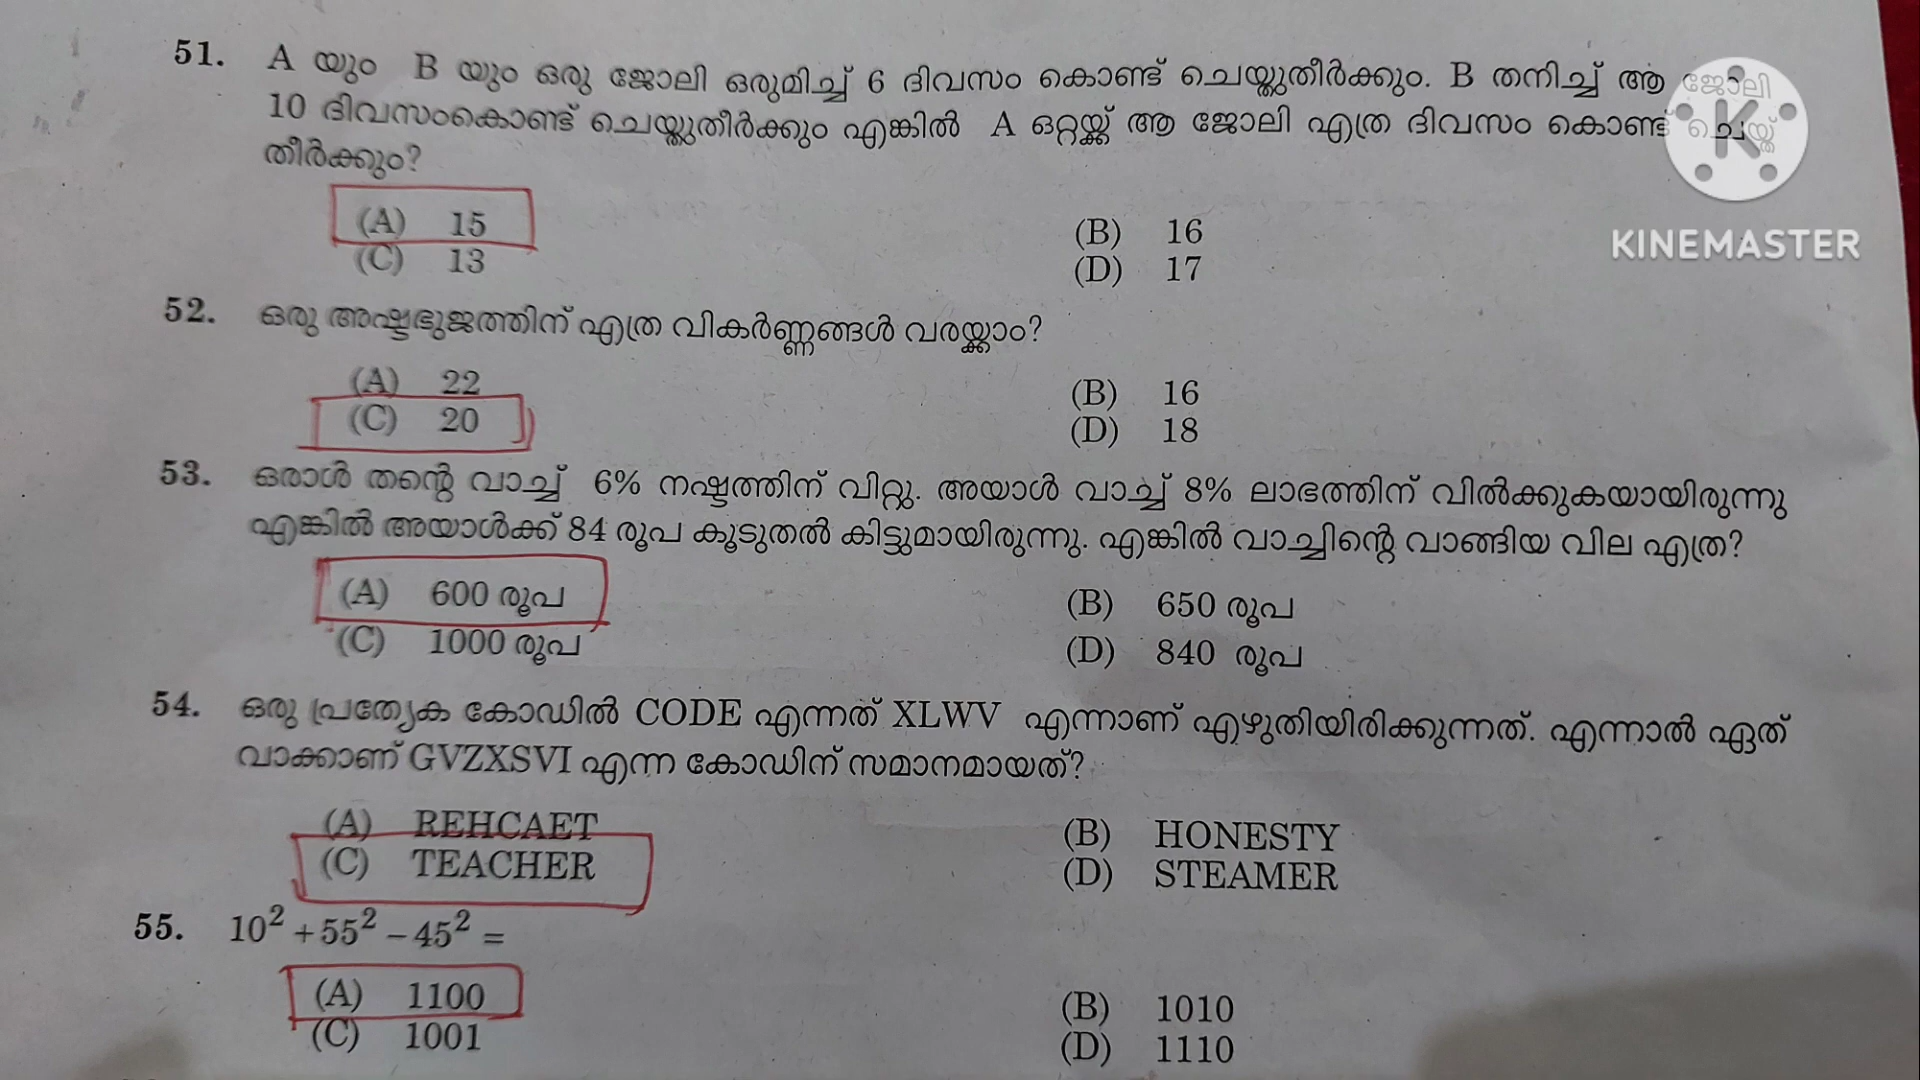 51. A യും B യും ഒരു ജോലി ഒരുമിച്ച് 6 ദിവസം കൊണ്ട് ചെയ്തുതീർക്കും. B തനിച്ച് ആ ജോലി
10 ദിവസംകൊണ്ട് ചെയ്തുതീർക്കും എങ്കിൽ A ഒറ്റയ്ക്ക് ആ ജോലി എത്ര ദിവസം കൊണ്ട് ചെയ്ത്
തീർക്കും?
(A) 15 (B) 16
(C) 13 (D) 17
K
KINEMASTER
52. ഒരു അഷ്ടഭുജത്തിന് എത്ര വികർണ്ണങ്ങൾ വരയ്ക്കാം?
(A) 22 (B) 16
(C) 20 (D) 18
53. ഒരാൾ തന്റെ വാച്ച് 6% നഷ്ടത്തിന് വിറ്റു. അയാൾ വാച്ച് 8% ലാഭത്തിന് വിൽക്കുകയായിരുന്നു
എങ്കിൽ അയാൾക്ക് 84 രൂപ കൂടുതൽ കിട്ടുമായിരുന്നു. എങ്കിൽ വാച്ചിന്റെ വാങ്ങിയ വില എത്ര?
(A) 600 രൂപ (B) 650 രൂപ
(C) 1000 രൂപ (D) 840 രൂപ
54. ഒരു പ്രത്യേക കോഡിൽ CODE എന്നത് XLWV എന്നാണ് എഴുതിയിരിക്കുന്നത്. എന്നാൽ ഏത്
വാക്കാണ് GVZXSVI എന്ന കോഡിന് സമാനമായത്?
(A) REHCAET (B) HONESTY
(C) TEACHER (D) STEAMER
55. 10² + 55² − 45² =
(A) 1100 (B) 1010
(C) 1001 (D) 1110